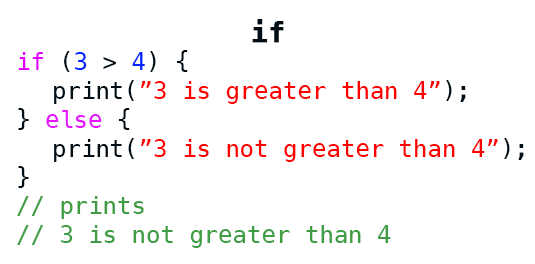 if
if (3 > 4) {
print(”3 is greater than 4”);
} else {
print(”3 is not greater than 4”);
}
// prints
// 3 is not greater than 4